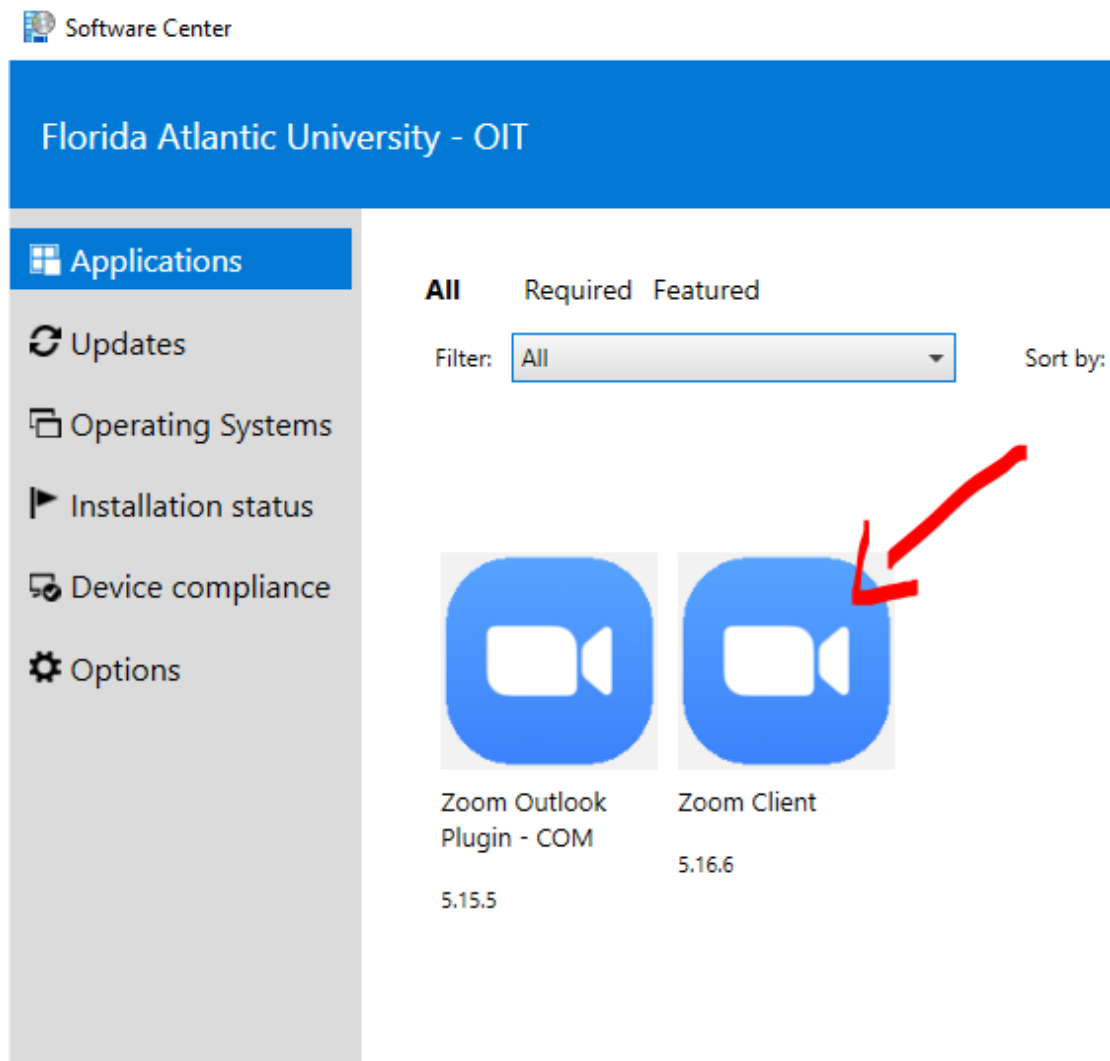 Software Center
Florida Atlantic University - OIT
Applications
Updates
Operating Systems
Installation status
Device compliance
Options
All Required Featured
Filter: All Sort by:
Zoom Outlook
Plugin - COM
5.15.5
Zoom Client
5.16.6